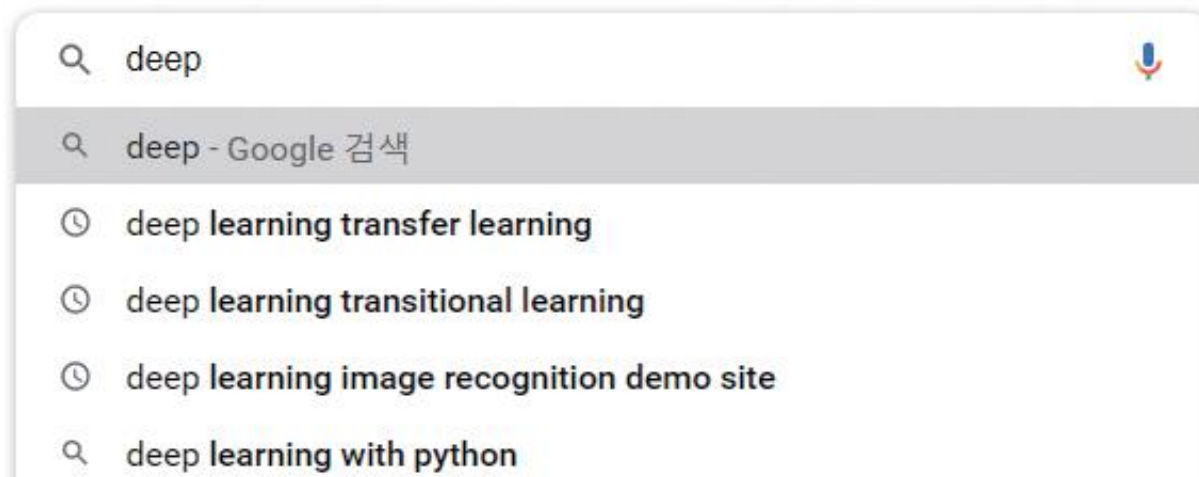 deep
deep - Google 검색
deep learning transfer learning
deep learning transitional learning
deep learning image recognition demo site
deep learning with python